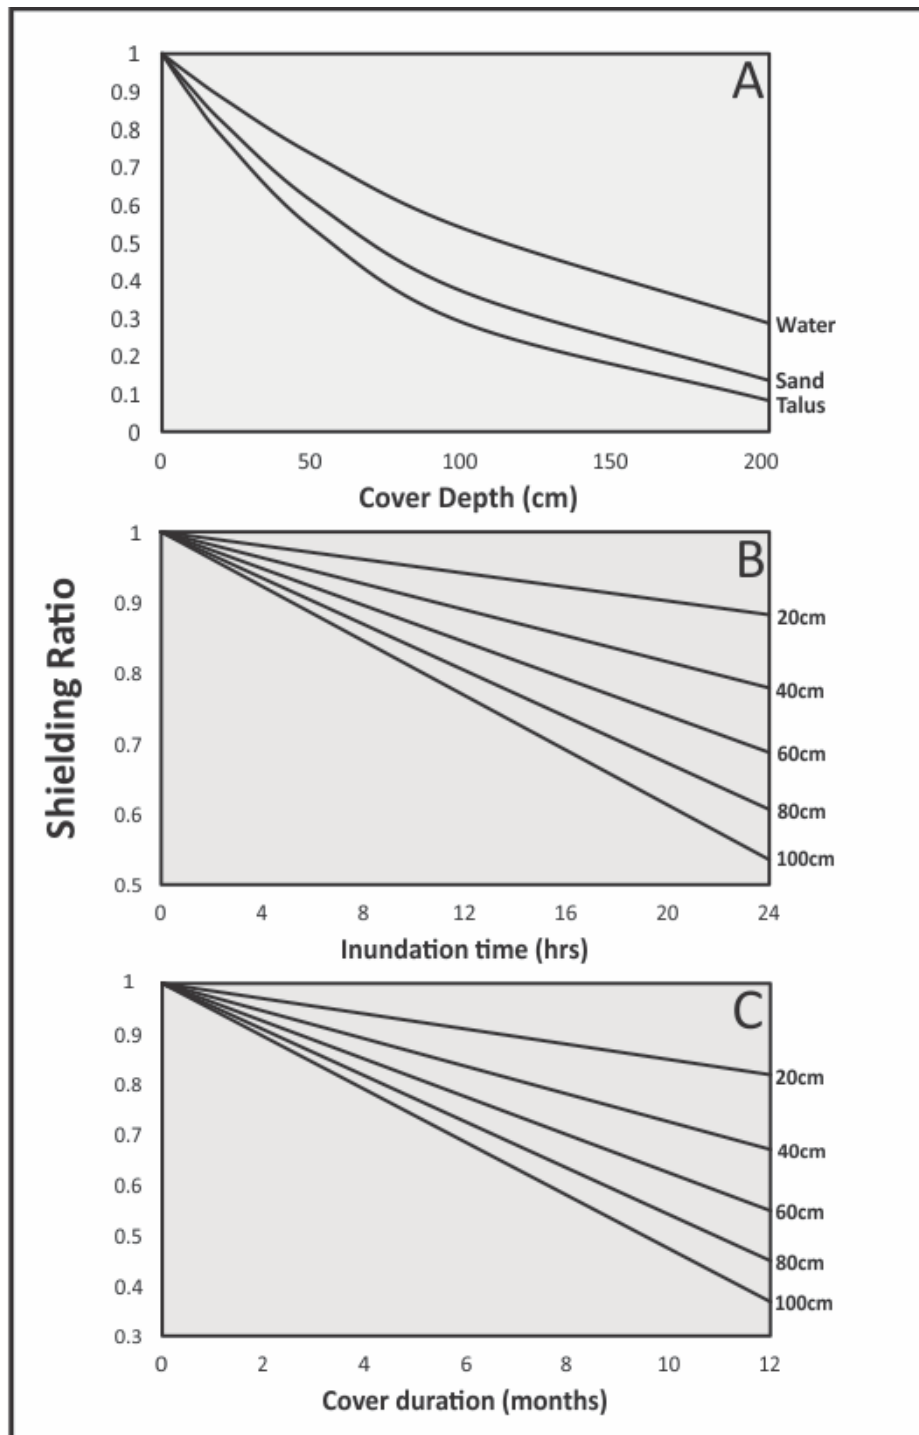 Shielding Ratio
A
1
0.9
0.8
0.7
0.6
0.5
0.4
0.3
0.2
0.1
0
Water
Sand
Talus
0 50 100 150 200
Cover Depth (cm)
B
1
0.9
0.8
0.7
0.6
0.5
20cm
40cm
60cm
80cm
100cm
0 4 8 12 16 20 24
Inundation time (hrs)
C
1
0.9
0.8
0.7
0.6
0.5
0.4
0.3
20cm
40cm
60cm
80cm
100cm
0 2 4 6 8 10 12
Cover duration (months)